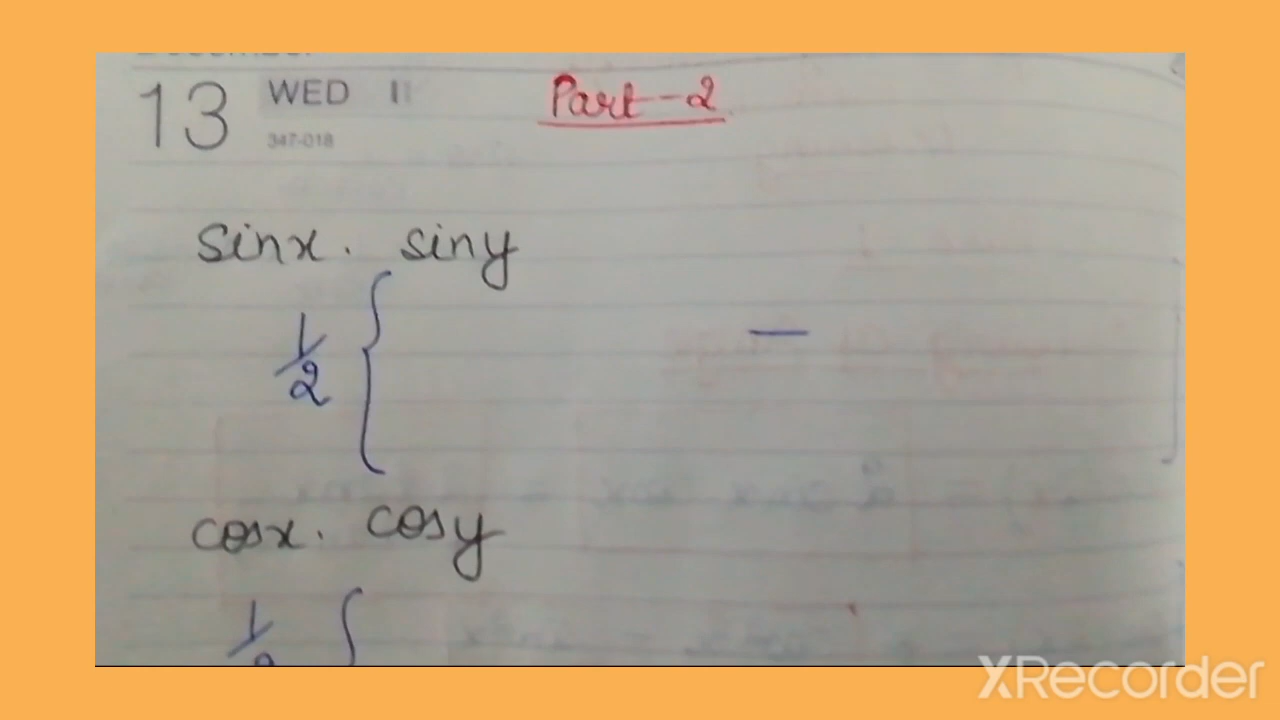 13 WED
Part-2
347-018
sinx. siny
1/2 { —
cosx. cosy
1/2 {
XRecorder